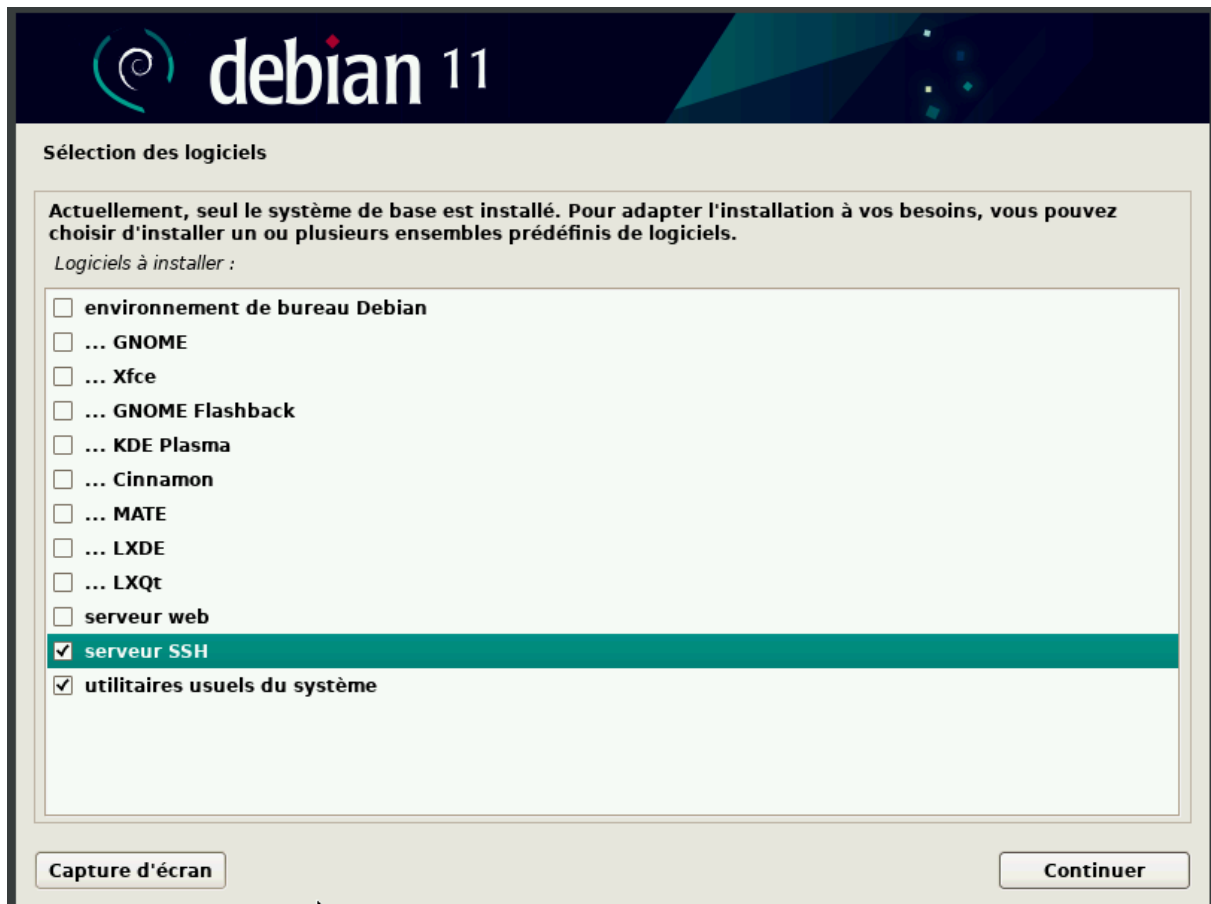 debian 11
Sélection des logiciels
Actuellement, seul le système de base est installé. Pour adapter l'installation à vos besoins, vous pouvez
choisir d'installer un ou plusieurs ensembles prédéfinis de logiciels.
Logiciels à installer :
environnement de bureau Debian
... GNOME
... Xfce
... GNOME Flashback
... KDE Plasma
... Cinnamon
... MATE
... LXDE
... LXQt
serveur web
serveur SSH
utilitaires usuels du système
Capture d'écran
Continuer